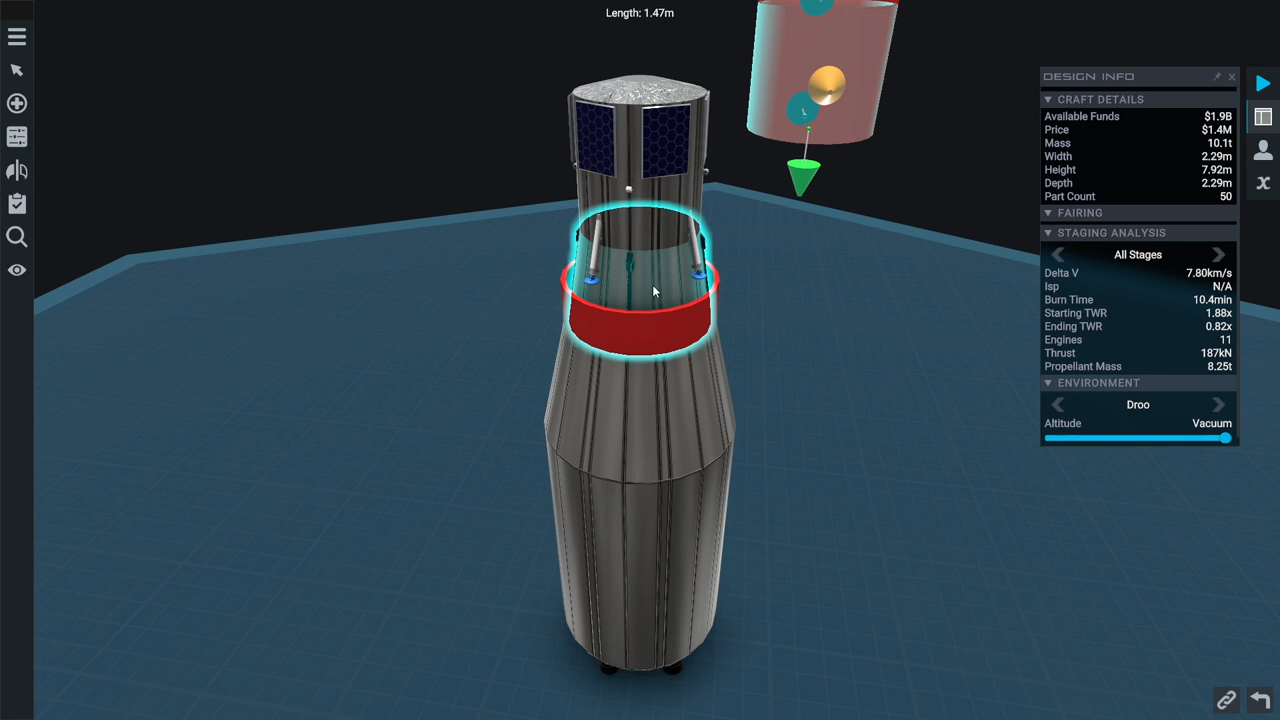 Length: 1.47m
DESIGN INFO
CRAFT DETAILS
Available Funds $1.9B
Price $1.4M
Mass 10.1t
Width 2.29m
Height 7.92m
Depth 2.29m
Part Count 50
FAIRING
STAGING ANALYSIS
All Stages
Delta V 7.80km/s
Isp N/A
Burn Time 10.4min
Starting TWR 1.88x
Ending TWR 0.82x
Engines 11
Thrust 187kN
Propellant Mass 8.25t
ENVIRONMENT
Droo
Altitude Vacuum